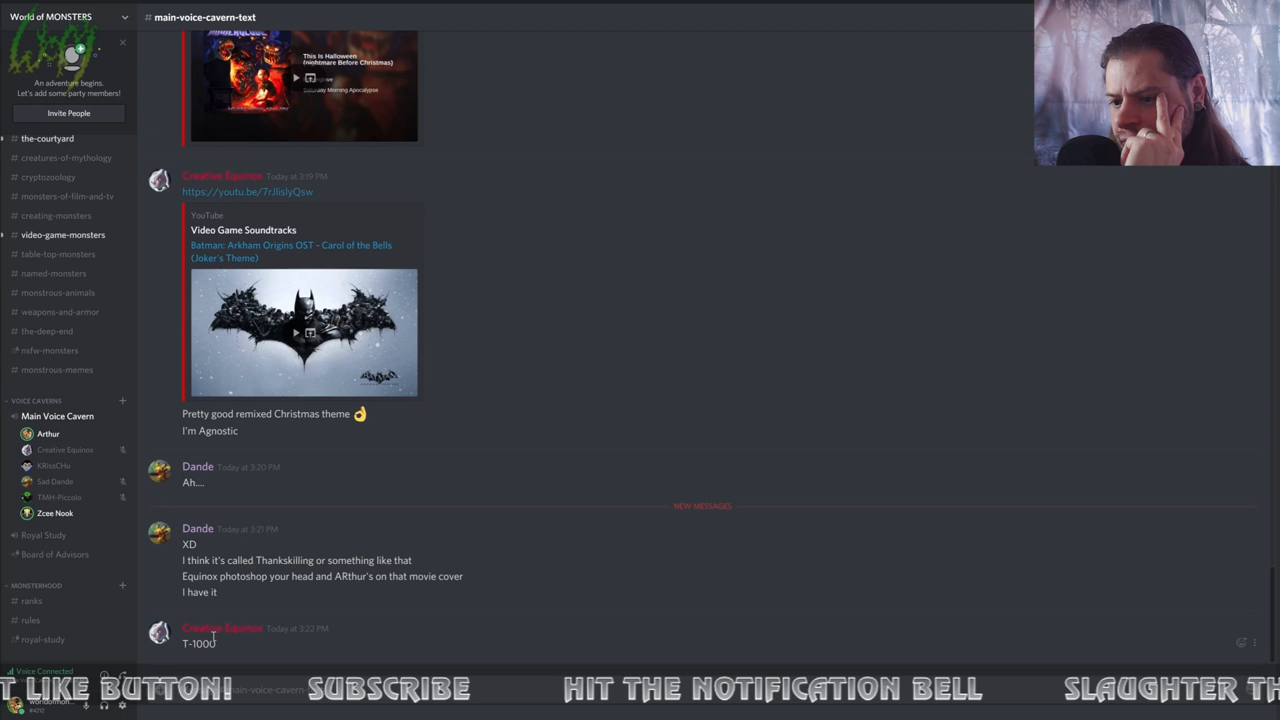 World of MONSTERS
# main-voice-cavern-text
An adventure begins.
Let's add some party members!
Invite People
# the-courtyard
# creatures-of-mythology
# cryptozoology
# monsters-of-film-and-tv
# creating-monsters
# video-game-monsters
# table-top-monsters
# named-monsters
# monstrous-animals
# weapons-and-armor
# the-deep-end
nsfw-monsters
# monstrous-memes
VOICE CAVERNS
Main Voice Cavern
Arthur
Creative Equinox
KRissCHu
Sad Dande
TMH-Piccolo
Zcee Nook
Royal Study
Board of Advisors
MONSTERHOOD
# ranks
# rules
# royal-study
Voice Connected
#4212
This Is Halloween
(Nightmare Before Christmas)
Saturday Morning Apocalypse
Creative Equinox Today at 3:19 PM
https://youtu.be/7rJlisIyQsw
YouTube
Video Game Soundtracks
Batman: Arkham Origins OST - Carol of the Bells
(Joker's Theme)
Pretty good remixed Christmas theme 👌
I'm Agnostic
Dande Today at 3:20 PM
Ah....
NEW MESSAGES
Dande Today at 3:21 PM
XD
I think it's called Thankskilling or something like that
Equinox photoshop your head and ARthur's on that movie cover
I have it
Creative Equinox Today at 3:22 PM
T-1000
main-voice-cavern-
T LIKE BUTTON! SUBSCRIBE HIT THE NOTIFICATION BELL SLAUGHTER TH